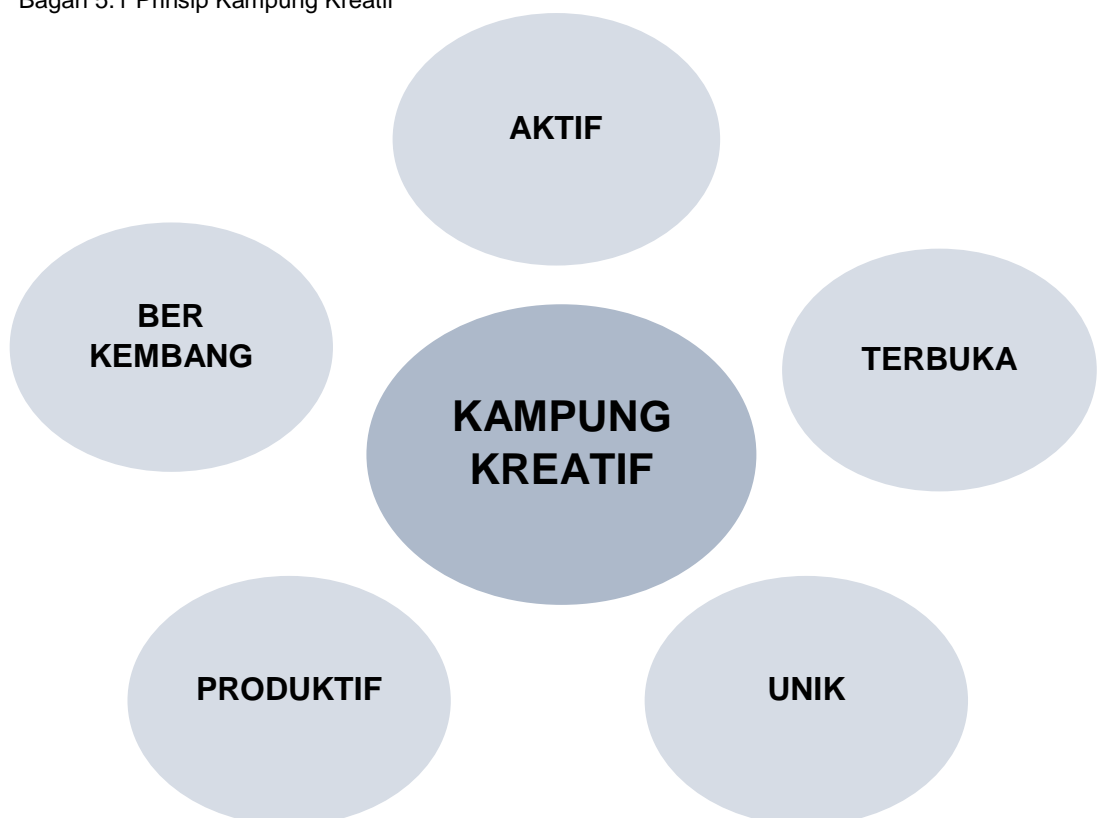 Bagan 5.1 Prinsip Kampung Kreatif
AKTIF
BER
KEMBANG
TERBUKA
KAMPUNG
KREATIF
PRODUKTIF
UNIK